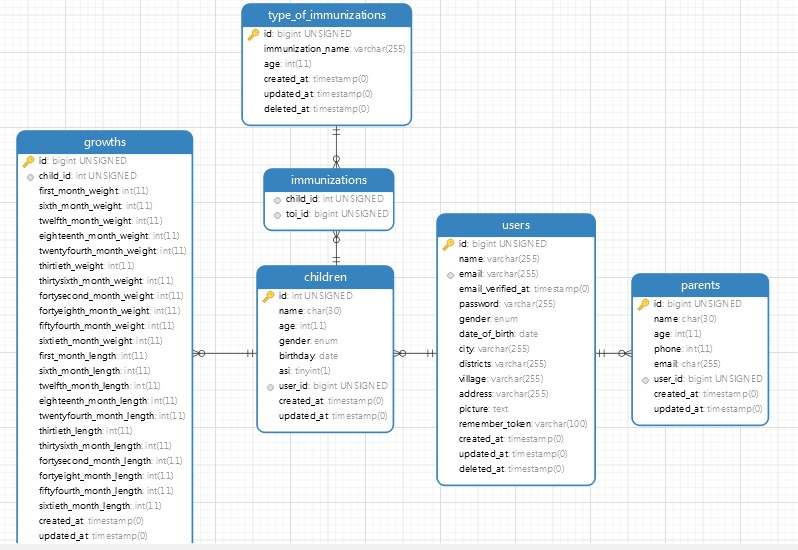 type_of_immunizations
id: bigint UNSIGNED
immunization_name: varchar(255)
age: int(11)
created_at: timestamp(0)
updated_at: timestamp(0)
deleted_at: timestamp(0)
growths
id: bigint UNSIGNED
child_id: int UNSIGNED
first_month_weight: int(11)
sixth_month_weight: int(11)
twelfth_month_weight: int(11)
eighteenth_month_weight: int(11)
twentyfourth_month_weight: int(11)
thirtieth_weight: int(11)
thirtysixth_month_weight: int(11)
fortysecond_month_weight: int(11)
fortyeighth_month_weight: int(11)
fiftyfourth_month_weight: int(11)
sixtieth_month_weight: int(11)
first_month_length: int(11)
sixth_month_length: int(11)
twelfth_month_length: int(11)
eighteenth_month_length: int(11)
twentyfourth_month_length: int(11)
thirtieth_length: int(11)
thirtysixth_month_length: int(11)
fortysecond_month_length: int(11)
fortyeight_month_length: int(11)
fiftyfourth_month_length: int(11)
sixtieth_month_length: int(11)
created_at: timestamp(0)
updated_at: timestamp(0)
immunizations
child_id: int UNSIGNED
toi_id: bigint UNSIGNED
children
id: int UNSIGNED
name: char(30)
age: int(11)
gender: enum
birthday: date
asi: tinyint(1)
user_id: bigint UNSIGNED
created_at: timestamp(0)
updated_at: timestamp(0)
users
id: bigint UNSIGNED
name: varchar(255)
email: varchar(255)
email_verified_at: timestamp(0)
password: varchar(255)
gender: enum
date_of_birth: date
city: varchar(255)
districts: varchar(255)
village: varchar(255)
address: varchar(255)
picture: text
remember_token: varchar(100)
created_at: timestamp(0)
updated_at: timestamp(0)
deleted_at: timestamp(0)
parents
id: bigint UNSIGNED
name: char(30)
age: int(11)
phone: int(11)
email: char(255)
user_id: bigint UNSIGNED
created_at: timestamp(0)
updated_at: timestamp(0)